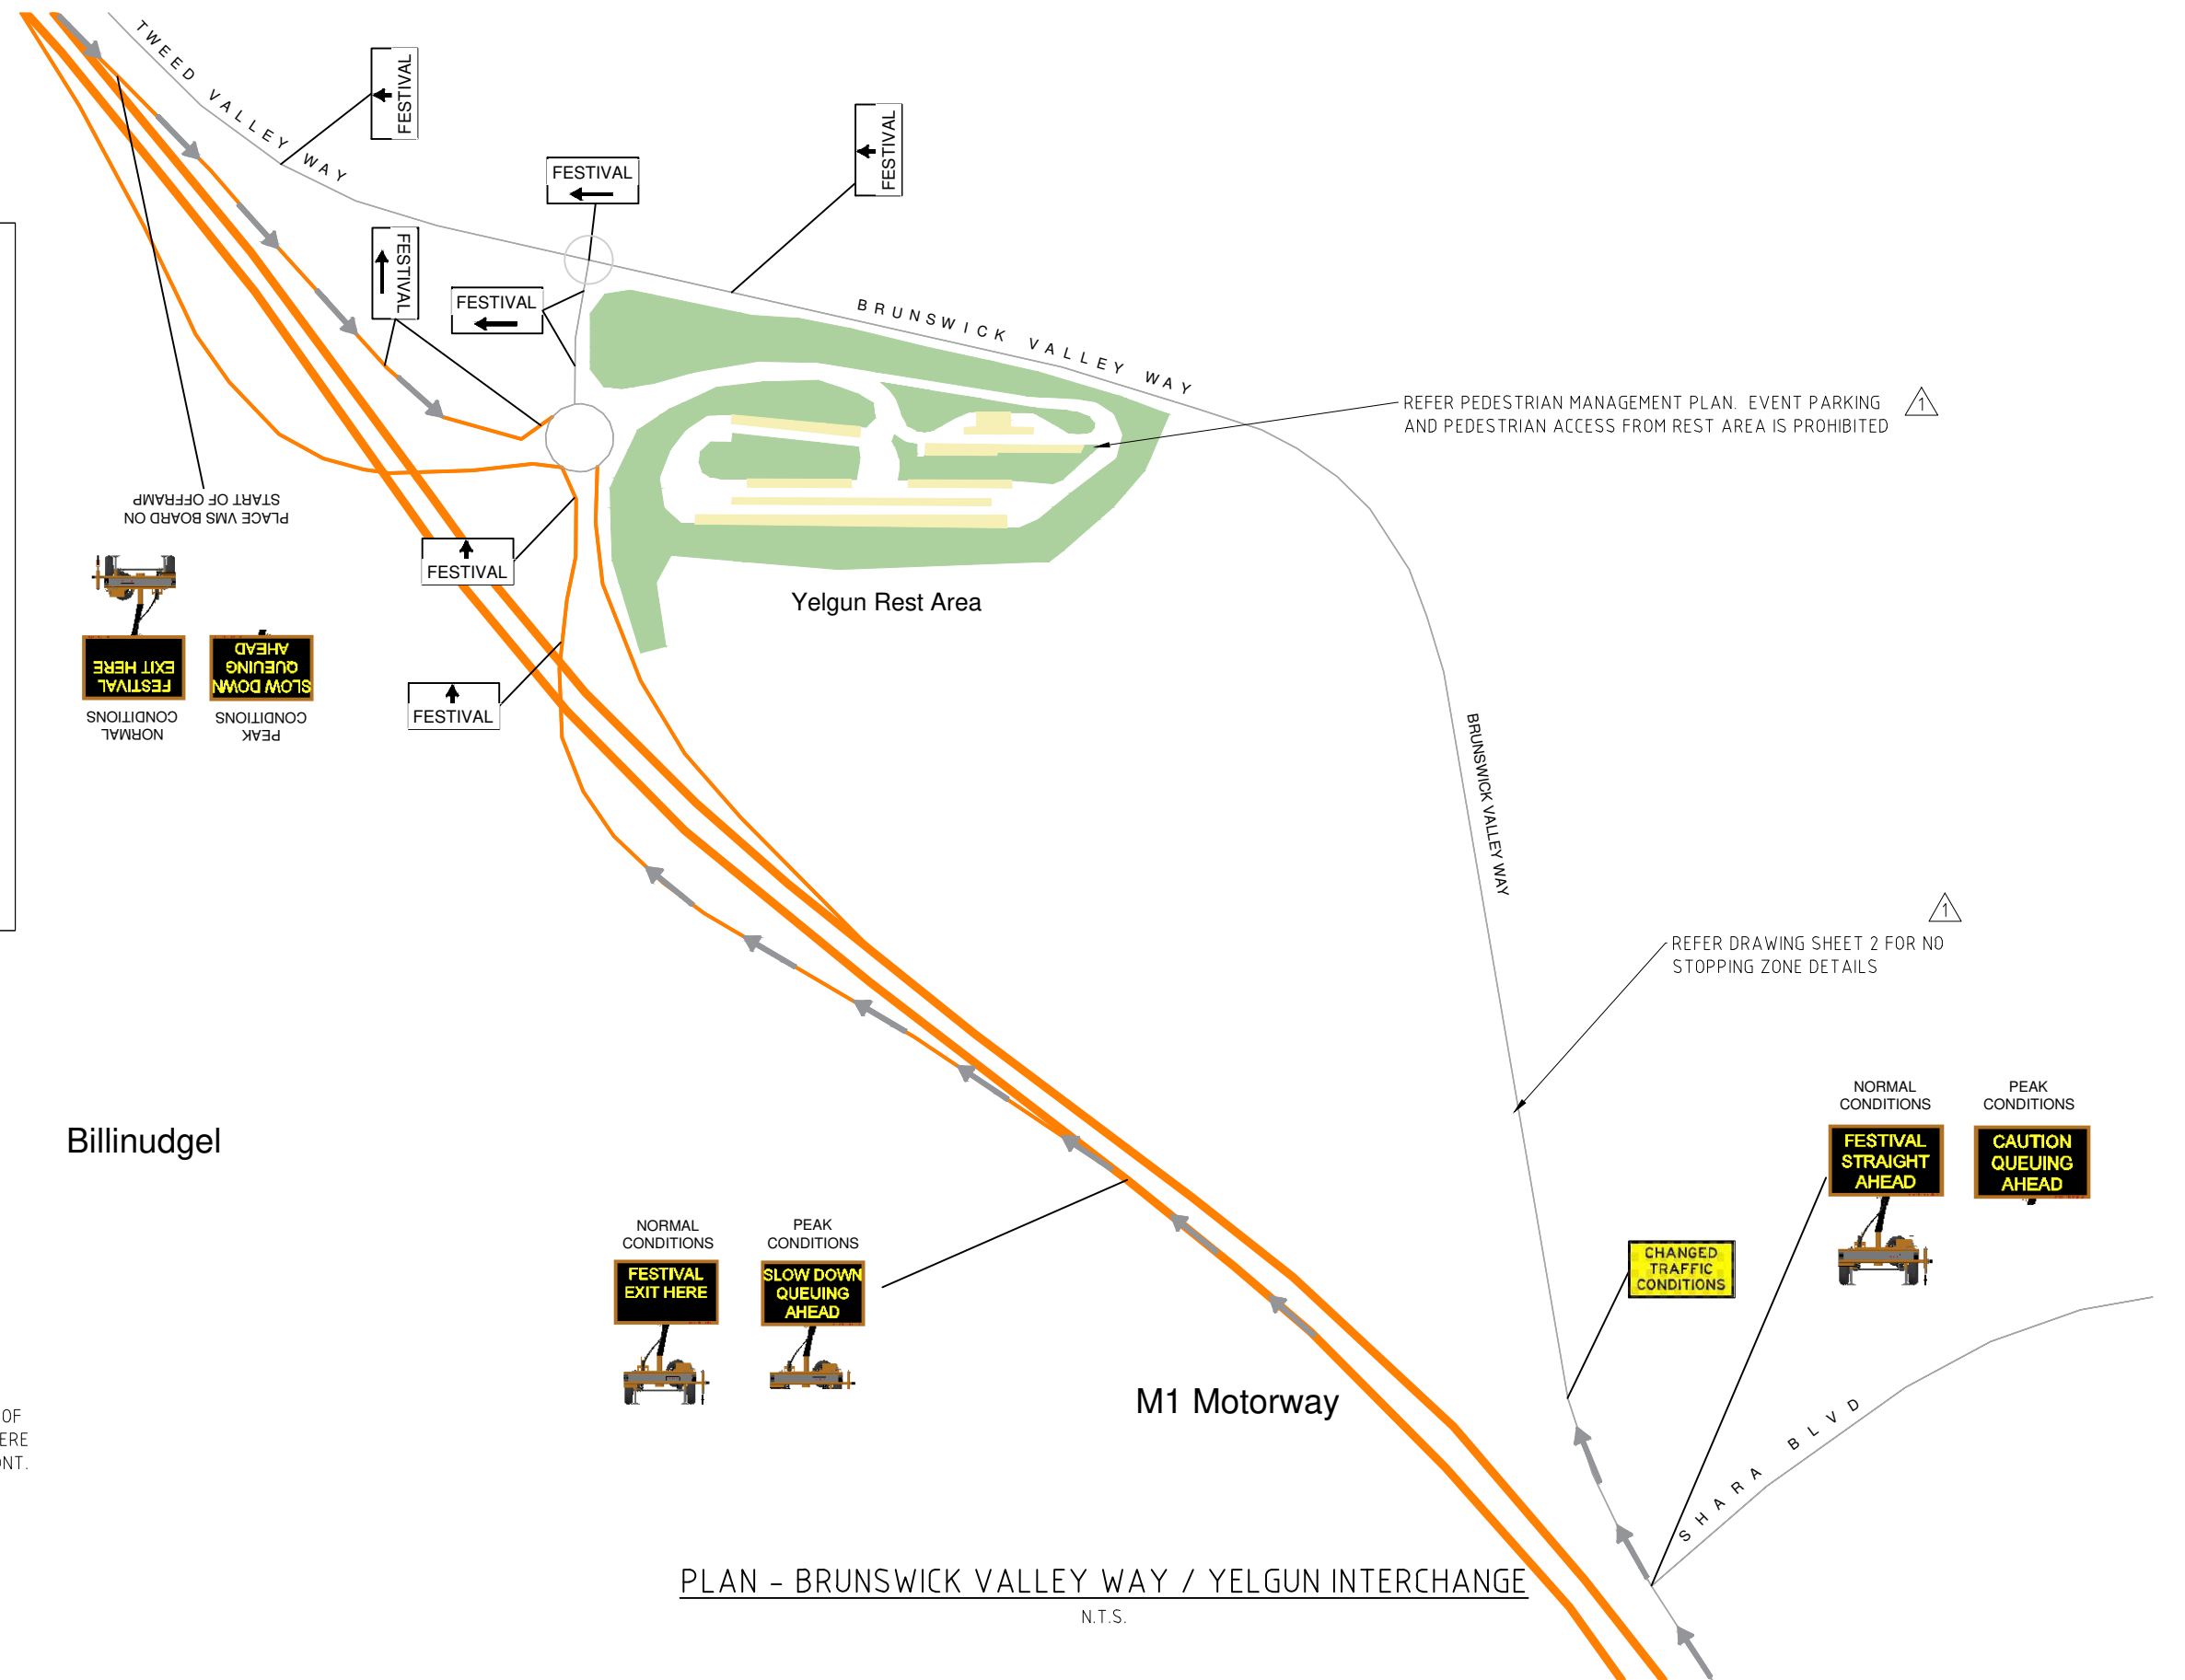 TWEED VALLEY WAY
FESTIVAL
FESTIVAL
FESTIVAL
FESTIVAL
FESTIVAL
BRUNSWICK VALLEY WAY
REFER PEDESTRIAN MANAGEMENT PLAN. EVENT PARKING
AND PEDESTRIAN ACCESS FROM REST AREA IS PROHIBITED
1
PLACE VMS BOARD ON
START OF OFFRAMP
FESTIVAL
Yelgun Rest Area
FESTIVAL
EXIT HERE
SLOW DOWN
QUEUING
AHEAD
NORMAL
CONDITIONS
PEAK
CONDITIONS
FESTIVAL
BRUNSWICK VALLEY WAY
1
REFER DRAWING SHEET 2 FOR NO
STOPPING ZONE DETAILS
Billinudgel
NORMAL
CONDITIONS
PEAK
CONDITIONS
FESTIVAL
STRAIGHT
AHEAD
CAUTION
QUEUING
AHEAD
NORMAL
CONDITIONS
PEAK
CONDITIONS
FESTIVAL
EXIT HERE
SLOW DOWN
QUEUING
AHEAD
CHANGED
TRAFFIC
CONDITIONS
M1 Motorway
SHARA BLVD
OF
ERE
ONT.
PLAN - BRUNSWICK VALLEY WAY / YELGUN INTERCHANGE
N.T.S.